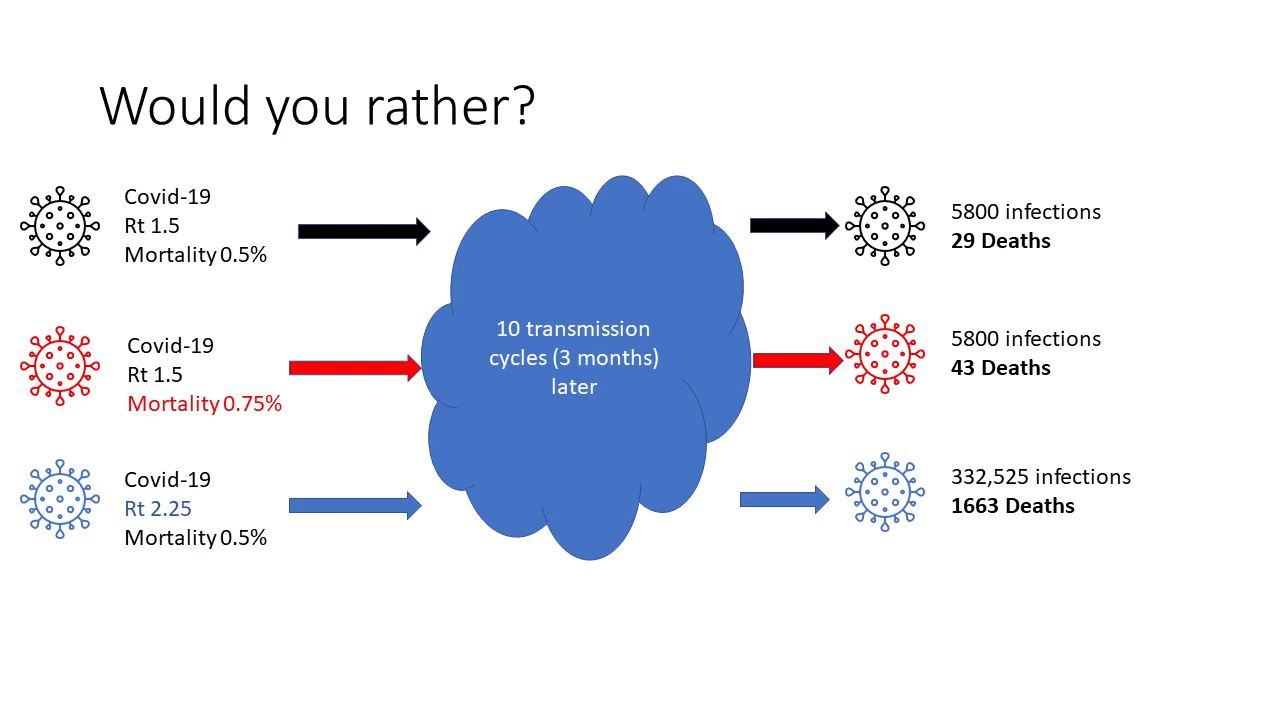 Would you rather?
Covid-19
Rt 1.5
Mortality 0.5%
5800 infections
29 Deaths
Covid-19
Rt 1.5
Mortality 0.75%
10 transmission
cycles (3 months)
later
5800 infections
43 Deaths
Covid-19
Rt 2.25
Mortality 0.5%
332,525 infections
1663 Deaths